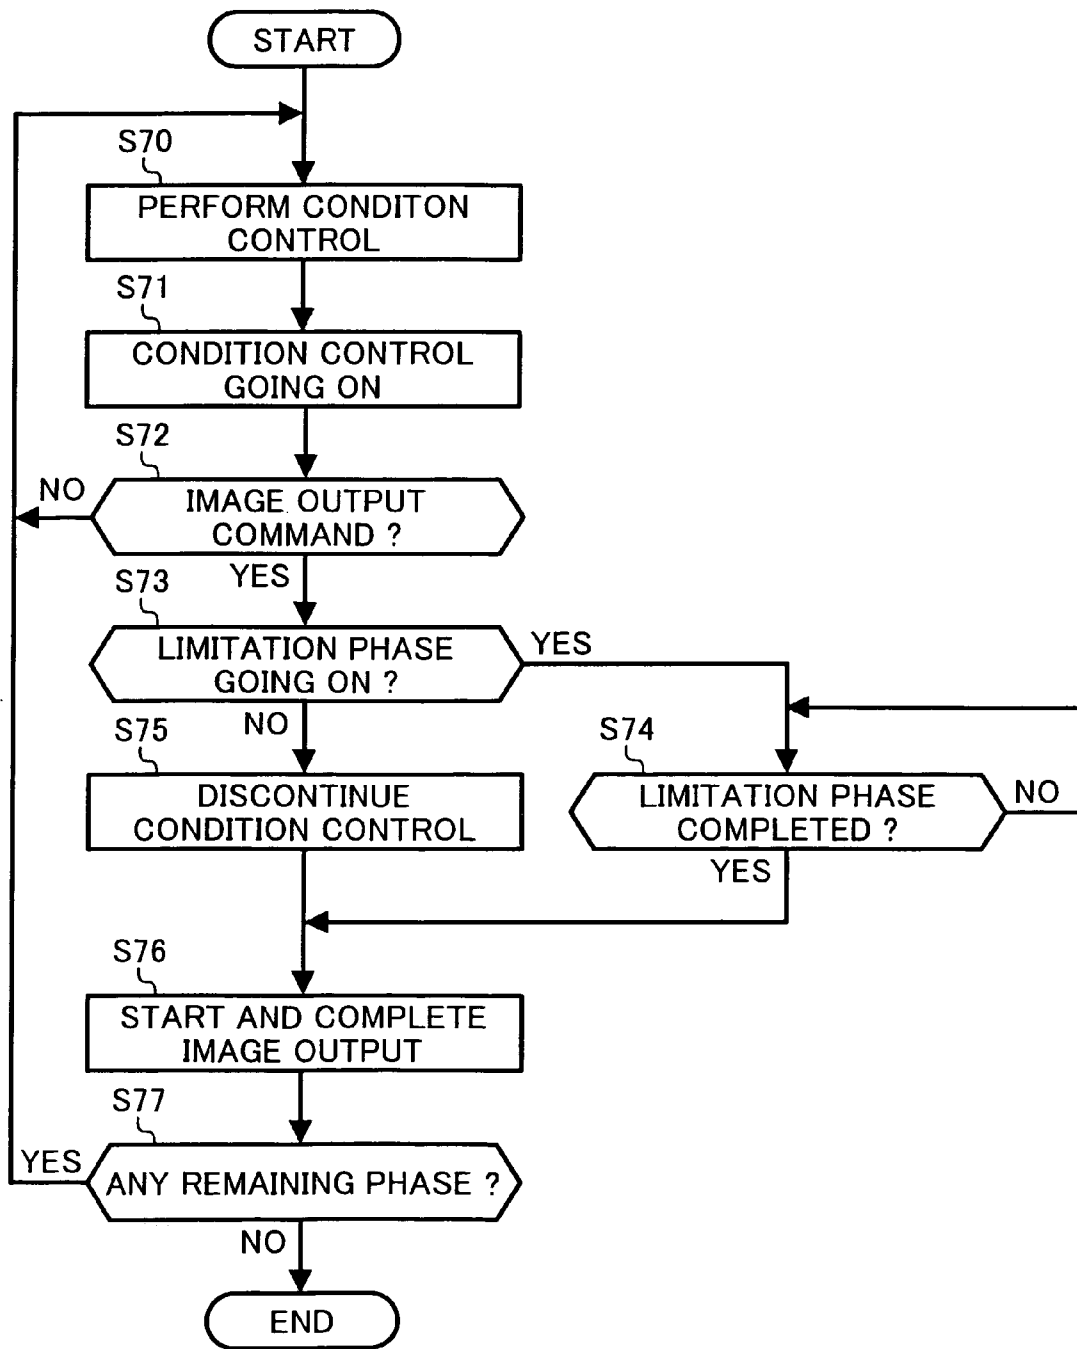 START
S70
PERFORM CONDITON
CONTROL
S71
CONDITION CONTROL
GOING ON
S72
NO
IMAGE OUTPUT
COMMAND ?
YES
S73
LIMITATION PHASE
GOING ON ?
YES
NO
S75
DISCONTINUE
CONDITION CONTROL
S74
LIMITATION PHASE
COMPLETED ?
NO
YES
S76
START AND COMPLETE
IMAGE OUTPUT
S77
YES
ANY REMAINING PHASE ?
NO
END